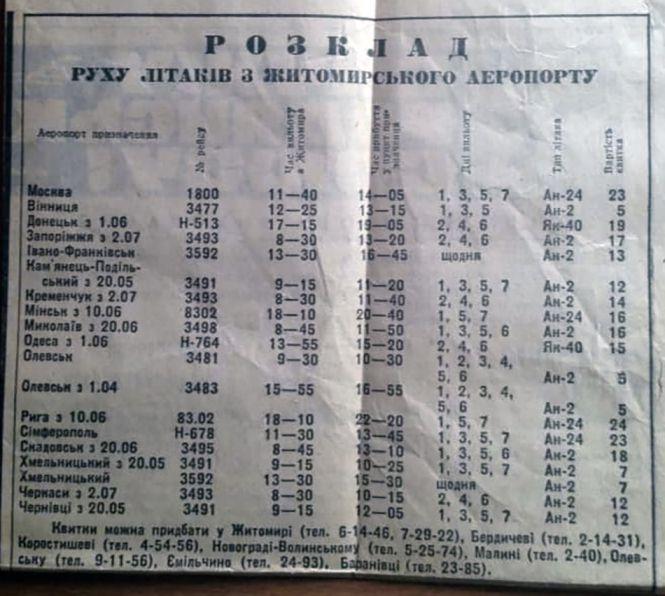 РОЗКЛАД
РУХУ ЛІТАКІВ З ЖИТОМИРСЬКОГО АЕРОПОРТУ
Аеропорт призначення № рейсу Час вильоту з Житомира Час прибуття у пункт призначення Дні вильоту Тип літака Вартість квитка
Москва 1800 11—40 14—05 1, 3, 5, 7 Ан-24 23
Вінниця 3477 12—25 13—15 1, 3, 5 Ан-2 5
Донецьк з 1.06 Н-513 17—15 19—05 2, 4, 6 Як-40 19
Запоріжжя з 2.07 3493 8—30 13—20 2, 4, 6 Ан-2 17
Івано-Франківськ 3592 13—30 16—45 щодня Ан-2 13
Кам'янець-Поділь-
ський з 20.05 3491 9—15 11—20 1, 3, 5, 7 Ан-2 12
Кременчук з 2.07 3493 8—30 11—40 2, 4, 6 Ан-2 14
Мінськ з 10.06 8302 18—10 20—40 1, 5, 7 Ан-24 16
Миколаїв з 20.06 3498 8—45 11—50 1, 3, 5, 6 Ан-2 16
Одеса з 1.06 Н-764 13—55 15—20 2, 4, 6 Як-40 15
Олевськ 3481 9—30 10—30 1, 2, 3, 4,
5, 6 Ан-2 5
Олевськ з 1.04 3483 15—55 16—55 1, 2, 3, 4,
5, 6 Ан-2 5
Рига з 10.06 83.02 18—10 22—20 1, 5, 7 Ан-24 24
Сімферополь Н-678 11—30 13—45 1, 3, 5, 7 Ан-24 23
Скадовськ з 20.06 3495 8—45 13—10 1, 3, 5, 6 Ан-2 18
Хмельницький з 20.05 3491 9—15 10—25 1, 3, 5, 7 Ан-2 7
Хмельницький 3592 13—30 15—30 щодня Ан-2 7
Черкаси з 2.07 3493 8—30 10—15 2, 4, 6 Ан-2 12
Чернівці з 20.05 3491 9—15 12—05 1, 3, 5, 7 Ан-2 12
Квитки можна придбати у Житомирі (тел. 6-14-46, 7-29-22), Бердичеві (тел. 2-14-31),
Коростишеві (тел. 4-54-56), Новограді-Волинському (тел. 5-25-74), Малині (тел. 2-40), Олев-
ську (тел. 9-11-56), Ємільчино (тел. 24-93), Баранівці (тел. 23-85).